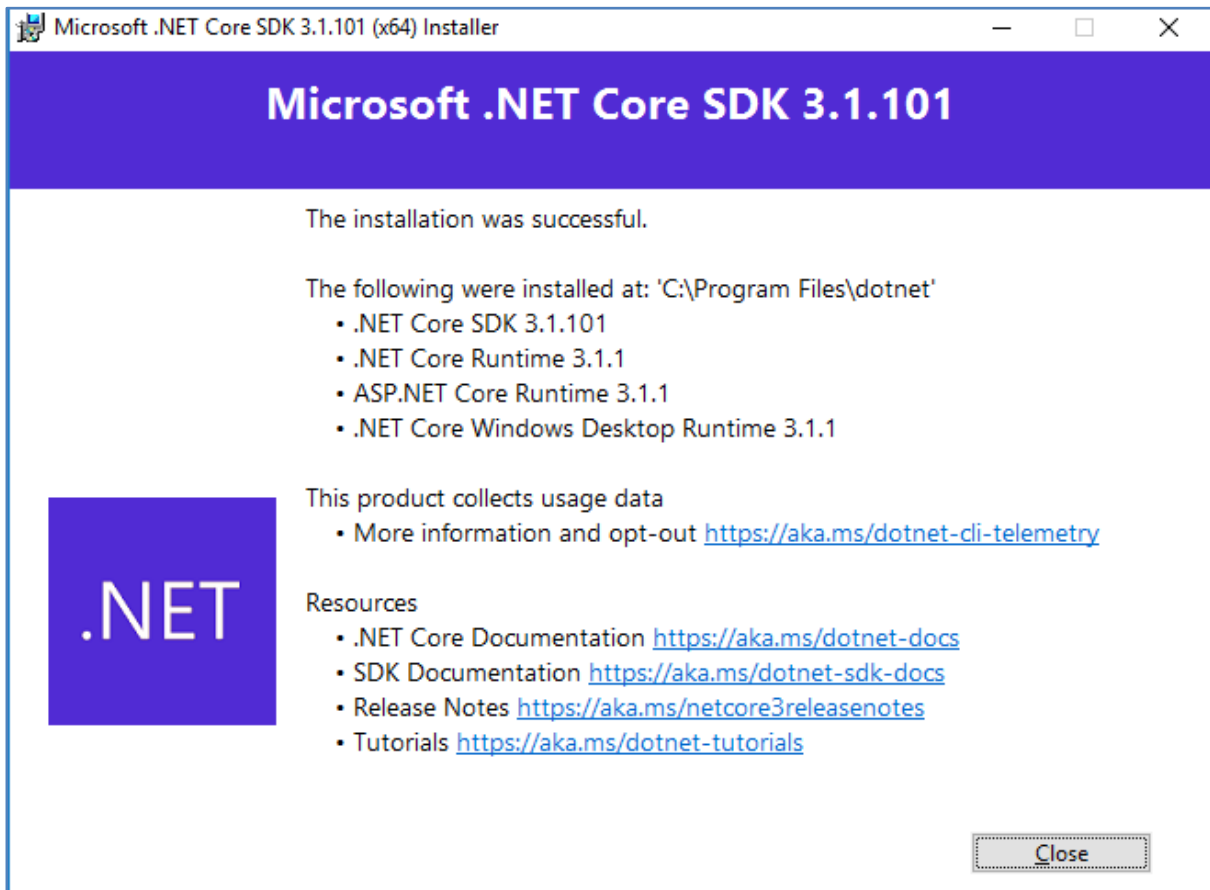 Microsoft .NET Core SDK 3.1.101 (x64) Installer
Microsoft .NET Core SDK 3.1.101
The installation was successful.
The following were installed at: 'C:\Program Files\dotnet'
• .NET Core SDK 3.1.101
• .NET Core Runtime 3.1.1
• ASP.NET Core Runtime 3.1.1
• .NET Core Windows Desktop Runtime 3.1.1
This product collects usage data
• More information and opt-out https://aka.ms/dotnet-cli-telemetry
.NET
Resources
• .NET Core Documentation https://aka.ms/dotnet-docs
• SDK Documentation https://aka.ms/dotnet-sdk-docs
• Release Notes https://aka.ms/netcore3releasenotes
• Tutorials https://aka.ms/dotnet-tutorials
Close